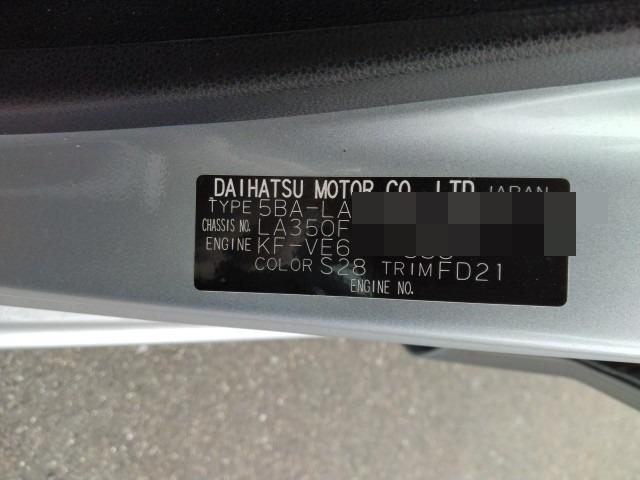 DAIHATSU MOTOR CO., LTD. JAPAN
TYPE 5BA-LA
CHASSIS NO. LA350F
ENGINE KF-VE6
COLOR S28 TRIM FD21
ENGINE NO.